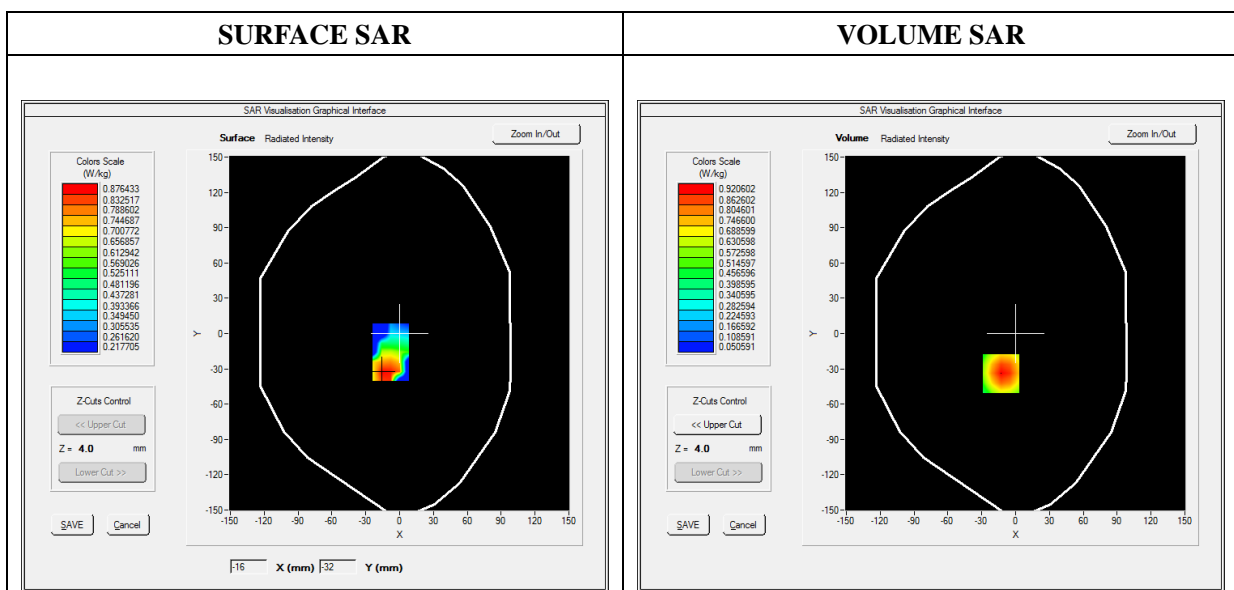 SURFACE SAR
SAR Visualisation Graphical Interface
Surface Radiated Intensity
Zoom In/Out
Colors Scale
(W/kg)
0.876433
0.832517
0.788602
0.744687
0.700772
0.656857
0.612942
0.569026
0.525111
0.481196
0.437281
0.393366
0.349450
0.305535
0.261620
0.217705
Z-Cuts Control
<< Upper Cut
Z = 4.0 mm
Lower Cut >>
SAVE Cancel
150
120
90
60
30
0
-30
-60
-90
-120
-150
Y
-150 -120 -90 -60 -30 0 30 60 90 120 150
X
-16 X (mm) -32 Y (mm)
VOLUME SAR
SAR Visualisation Graphical Interface
Volume Radiated Intensity
Zoom In/Out
Colors Scale
(W/kg)
0.920602
0.862602
0.804601
0.746600
0.688599
0.630598
0.572598
0.514597
0.456596
0.398595
0.340595
0.282594
0.224593
0.166592
0.108591
0.050591
Z-Cuts Control
<< Upper Cut
Z = 4.0 mm
Lower Cut >>
SAVE Cancel
150
120
90
60
30
0
-30
-60
-90
-120
-150
Y
-150 -120 -90 -60 -30 0 30 60 90 120 150
X